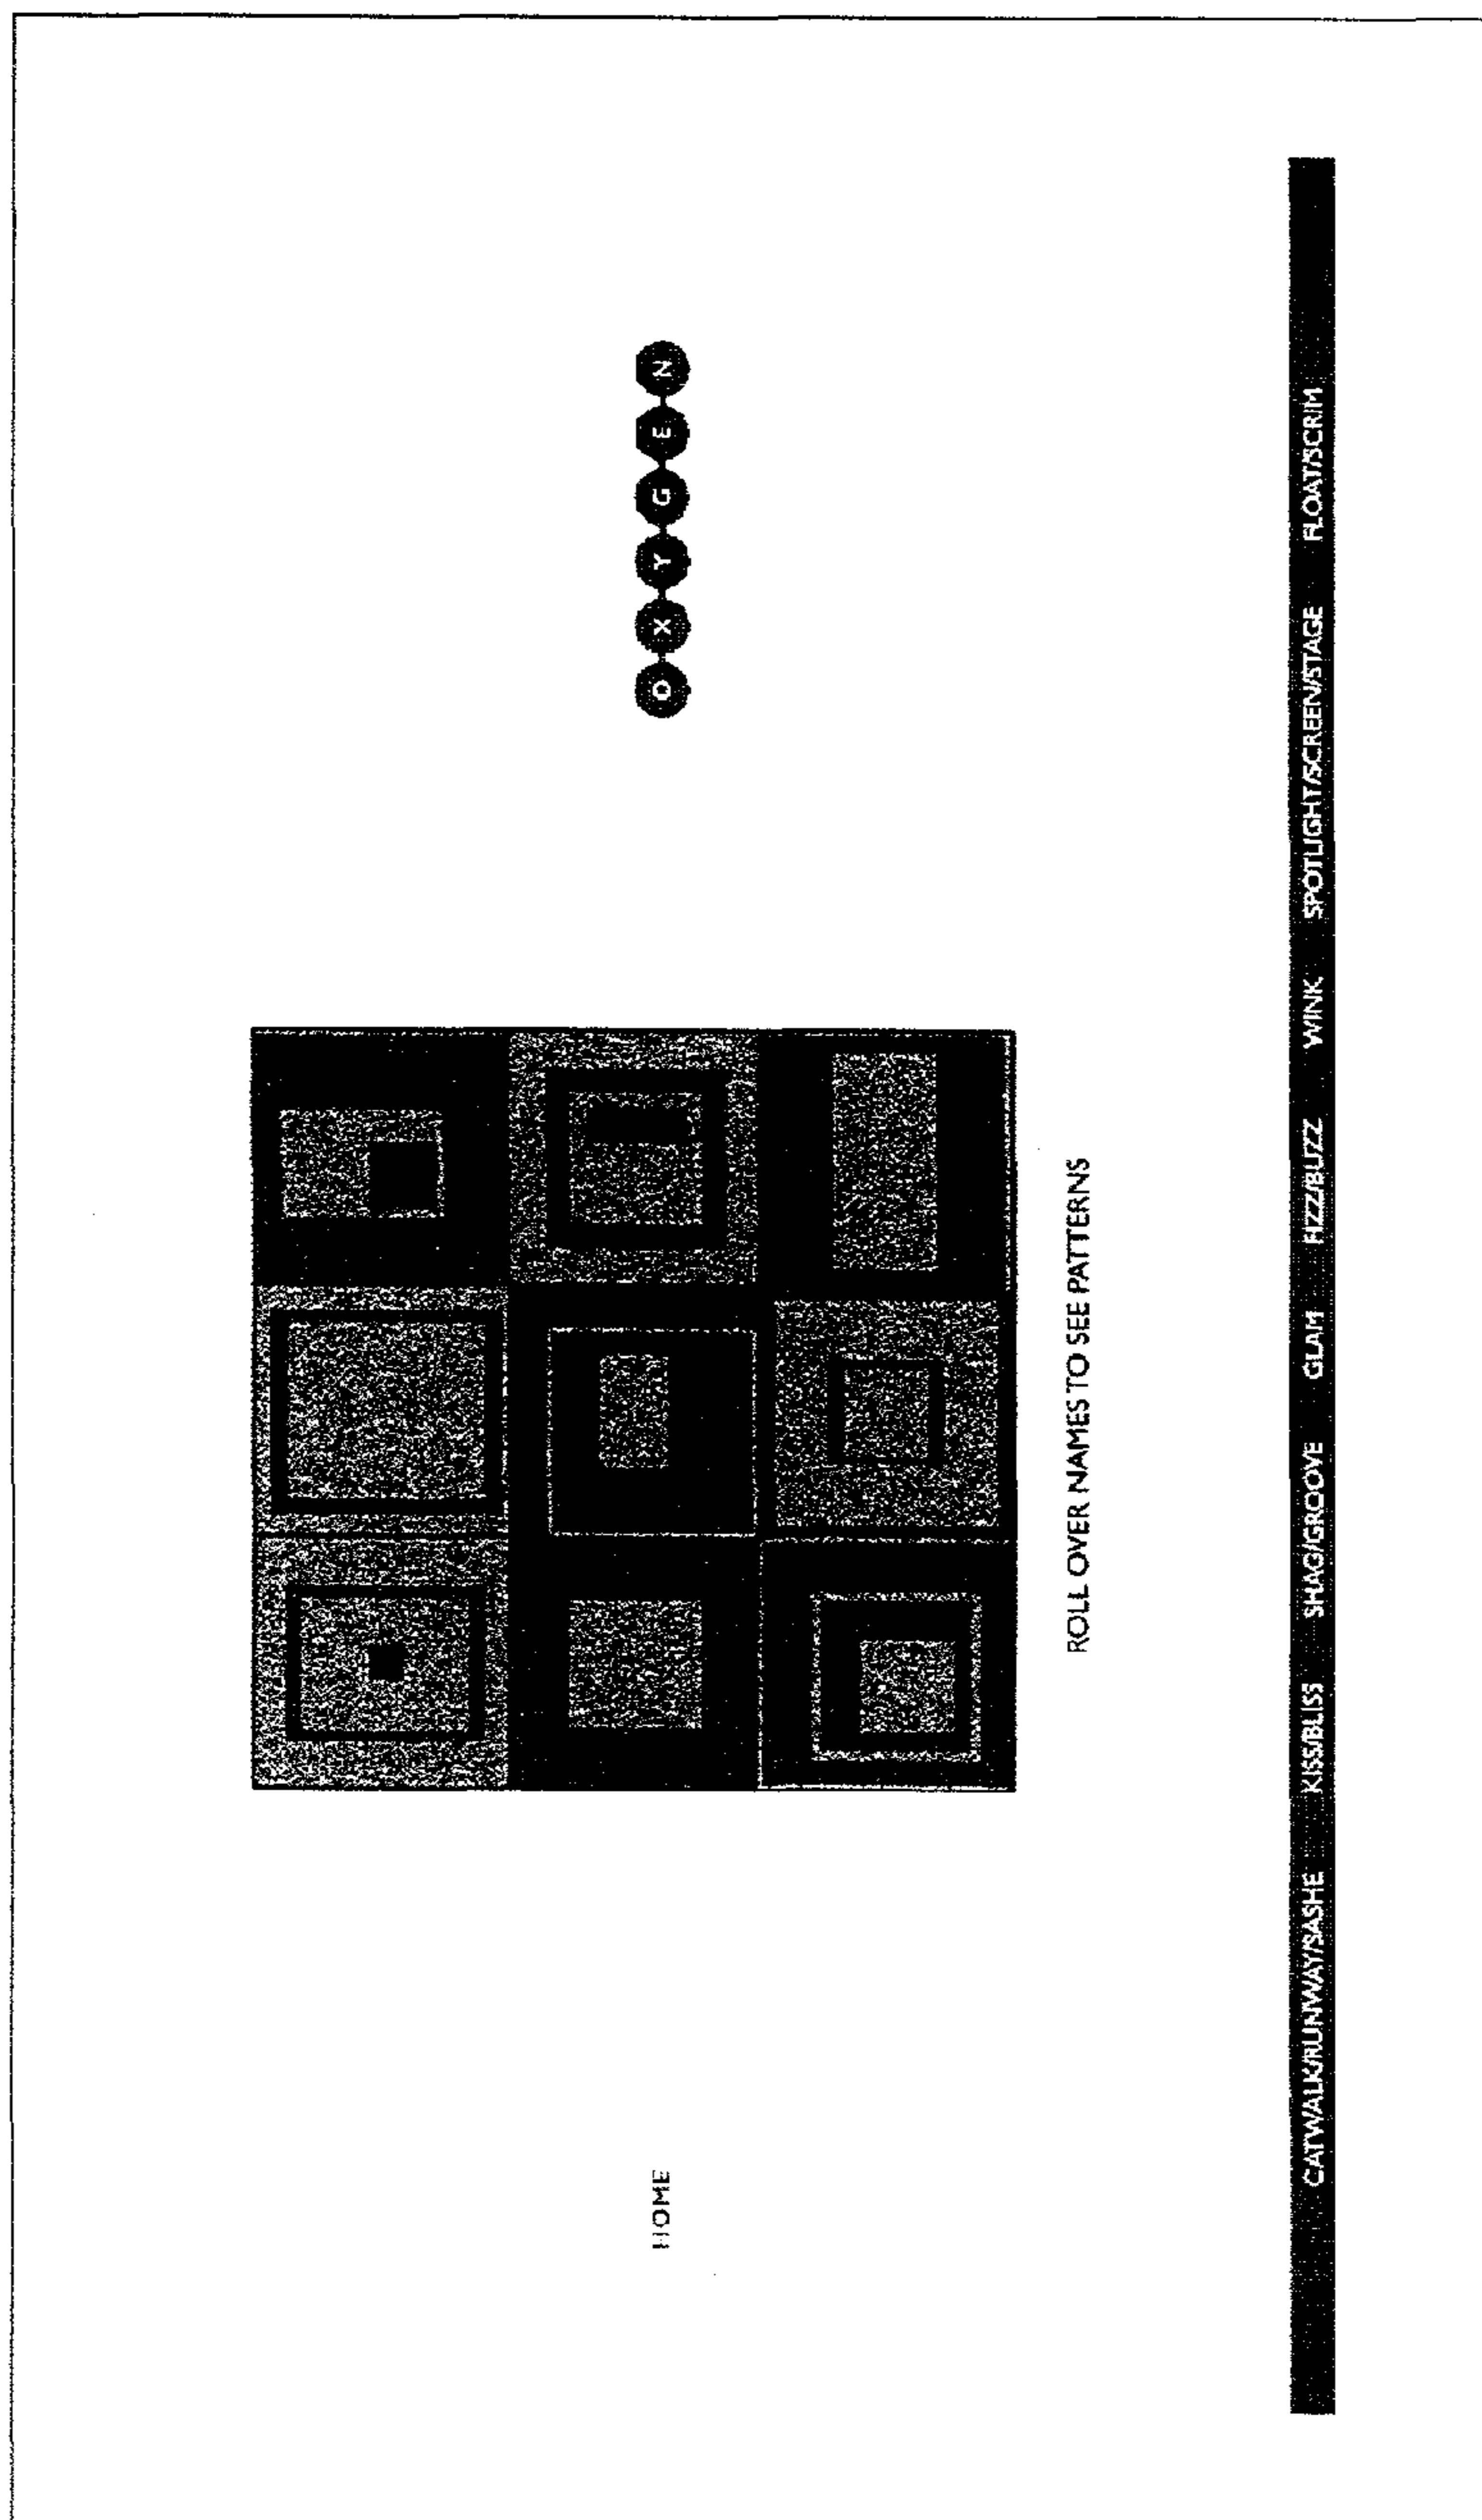 HOME
OXYGEN
ROLL OVER NAMES TO SEE PATTERNS
CATWALK/RUNWAY/SASHE KISS/BLISS SHAG/GROOVE GLAM FIZZ/BUZZ WINK SPOTLIGHT/SCREEN/STAGE FLOAT/SCRIM